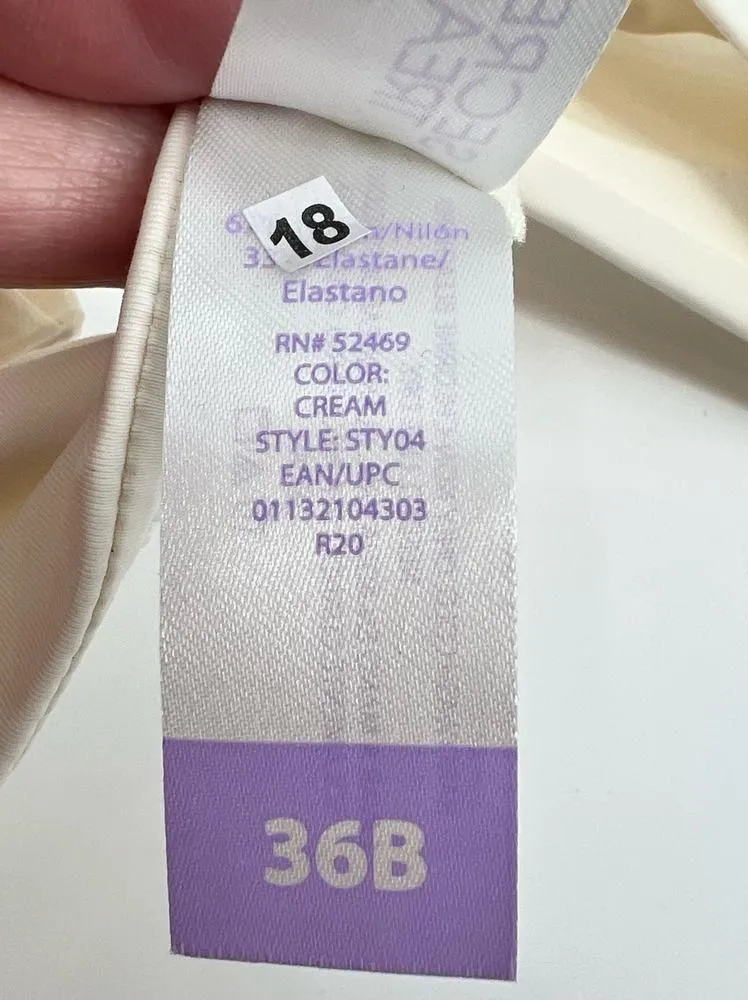 18
/Nilón
Elastane/
Elastano
RN# 52469
COLOR:
CREAM
STYLE: STY04
EAN/UPC
01132104303
R20
36B